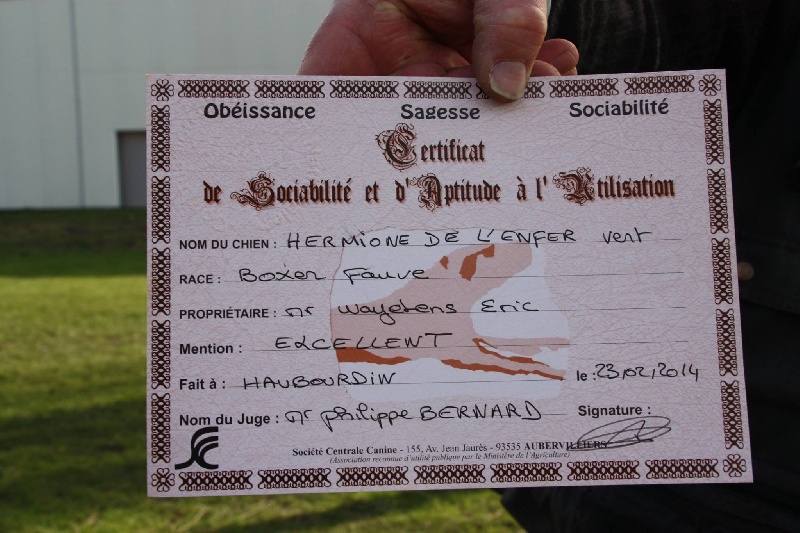 Obéissance Sagesse Sociabilité
Certificat
de Sociabilité et d'Aptitude à l'Utilisation
NOM DU CHIEN : HERMIONE DE L'ENFER vert
RACE : Boxer Fauve
PROPRIÉTAIRE : Mr Wayetens Eric
Mention : EXCELLENT
Fait à : HAUBOURDIN le : 23/02/2014
Nom du Juge : Mr philippe BERNARD Signature :
Société Centrale Canine - 155, Av. Jean Jaurès - 93535 AUBERVILLIERS
(Association reconnue d'utilité publique par le Ministère de l'Agriculture)